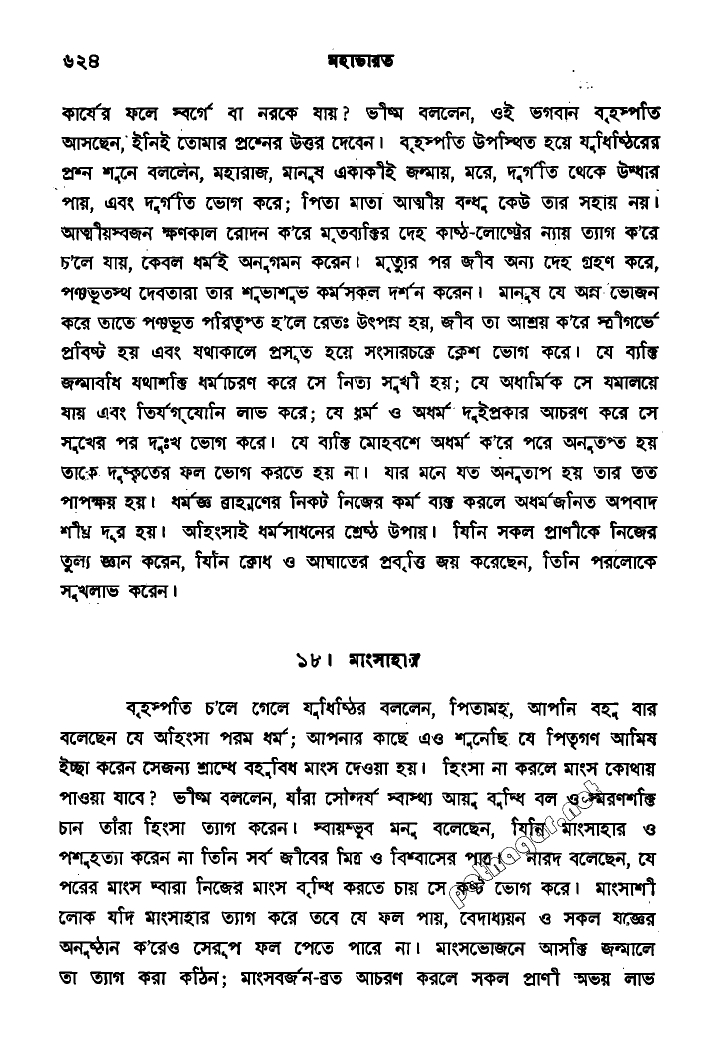 ৬২৪
মহাভারত
কার্যের ফলে স্বর্গে বা নরকে যায়? ভীষ্ম বললেন, ওই ভগবান বৃহস্পতি
আসছেন, ইনিই তোমার প্রশ্নের উত্তর দেবেন। বৃহস্পতি উপস্থিত হয়ে যুধিষ্ঠিরের
প্রশ্ন শুনে বললেন, মহারাজ, মানুষ একাকীই জন্মায়, মরে, দুর্গতি থেকে উদ্ধার
পায়, এবং দুর্গতি ভোগ করে; পিতা মাতা আত্মীয় বন্ধু কেউ তার সহায় নয়।
আত্মীয়স্বজন ক্ষণকাল রোদন ক'রে মৃতব্যক্তির দেহ কাষ্ঠ-লোষ্ট্রের ন্যায় ত্যাগ ক'রে
চ'লে যায়, কেবল ধর্মই অনুগমন করেন। মৃত্যুর পর জীব অন্য দেহ গ্রহণ করে,
পঞ্চভূতস্থ দেবতারা তার শুভাশুভ কর্মসকল দর্শন করেন। মানুষ যে অন্ন ভোজন
করে তাতে পঞ্চভূত পরিতৃপ্ত হ'লে রেতঃ উৎপন্ন হয়, জীব তা আশ্রয় ক'রে স্ত্রীগর্ভে
প্রবিষ্ট হয় এবং যথাকালে প্রসূত হয়ে সংসারচক্রে ক্লেশ ভোগ করে। যে ব্যক্তি
জন্মাবধি যথাশক্তি ধর্মাচরণ করে সে নিত্য সুখী হয়; যে অধার্মিক সে যমালয়ে
যায় এবং তির্যগ্‌যোনি লাভ করে; যে ধর্ম ও অধর্ম দুইপ্রকার আচরণ করে সে
সুখের পর দুঃখ ভোগ করে। যে ব্যক্তি মোহবশে অধর্ম ক'রে পরে অনুতপ্ত হয়
তাকে দুষ্কৃতের ফল ভোগ করতে হয় না। যার মনে যত অনুতাপ হয় তার তত
পাপক্ষয় হয়। ধর্মজ্ঞ ব্রাহ্মণের নিকট নিজের কর্ম ব্যক্ত করলে অধর্মজনিত অপবাদ
শীঘ্র দূর হয়। অহিংসাই ধর্মসাধনের শ্রেষ্ঠ উপায়। যিনি সকল প্রাণীকে নিজের
তুল্য জ্ঞান করেন, যিনি ক্রোধ ও আঘাতের প্রবৃত্তি জয় করেছেন, তিনি পরলোকে
সুখলাভ করেন।
১৮। মাংসাহার
বৃহস্পতি চ'লে গেলে যুধিষ্ঠির বললেন, পিতামহ, আপনি বহু বার
বলেছেন যে অহিংসা পরম ধর্ম; আপনার কাছে এও শুনেছি যে পিতৃগণ আমিষ
ইচ্ছা করেন সেজন্য শ্রাদ্ধে বহুবিধ মাংস দেওয়া হয়। হিংসা না করলে মাংস কোথায়
পাওয়া যাবে? ভীষ্ম বললেন, যাঁরা সৌন্দর্য স্বাস্থ্য আয়ু বুদ্ধি বল ও স্মরণশক্তি
চান তাঁরা হিংসা ত্যাগ করেন। স্বায়ম্ভুব মনু বলেছেন, যিনি মাংসাহার ও
পশুহত্যা করেন না তিনি সর্ব জীবের মিত্র ও বিশ্বাসের পাত্র। নারদ বলেছেন, যে
পরের মাংস দ্বারা নিজের মাংস বৃদ্ধি করতে চায় সে কষ্ট ভোগ করে। মাংসাশী
লোক যদি মাংসাহার ত্যাগ করে তবে যে ফল পায়, বেদাধ্যয়ন ও সকল যজ্ঞের
অনুষ্ঠান ক'রেও সেরূপ ফল পেতে পারে না। মাংসভোজনে আসক্তি জন্মালে
তা ত্যাগ করা কঠিন; মাংসবর্জন-ব্রত আচরণ করলে সকল প্রাণী অভয় লাভ
pathagar.net